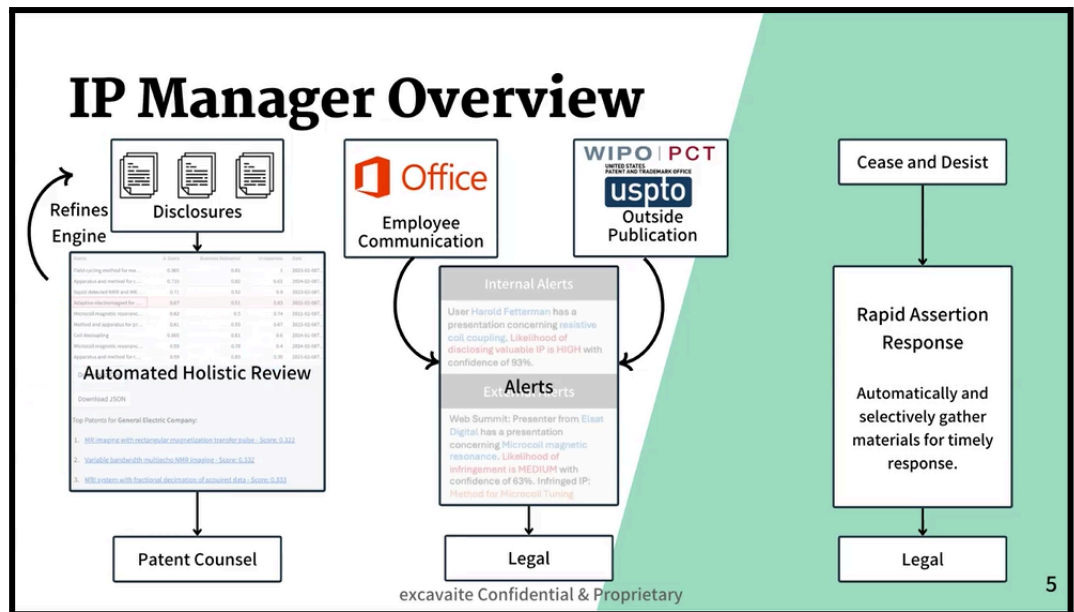 IP Manager Overview
Refines
Engine
Disclosures
Automated Holistic Review
Download JSON
Top Patents for General Electric Company:
1. MR imaging with rectangular magnetization transfer pulse - Score: 0.322
2. Variable bandwidth multiecho NMR imaging - Score: 0.332
3. MRI system with fractional decimation of acquired data - Score: 0.333
Patent Counsel
Office
Employee
Communication
WIPO | PCT
UNITED STATES
PATENT AND TRADEMARK OFFICE
uspto
Outside
Publication
Internal Alerts
User Harold Fetterman has a
presentation concerning resistive
coil coupling. Likelihood of
disclosing valuable IP is HIGH with
confidence of 93%.
External Alerts
Alerts
Web Summit: Presenter from Elsat
Digital has a presentation
concerning Microcoil magnetic
resonance. Likelihood of
infringement is MEDIUM with
confidence of 63%. Infringed IP:
Method for Microcoil Tuning
Legal
Cease and Desist
Rapid Assertion
Response
Automatically and
selectively gather
materials for timely
response.
Legal
excavaite Confidential & Proprietary
5